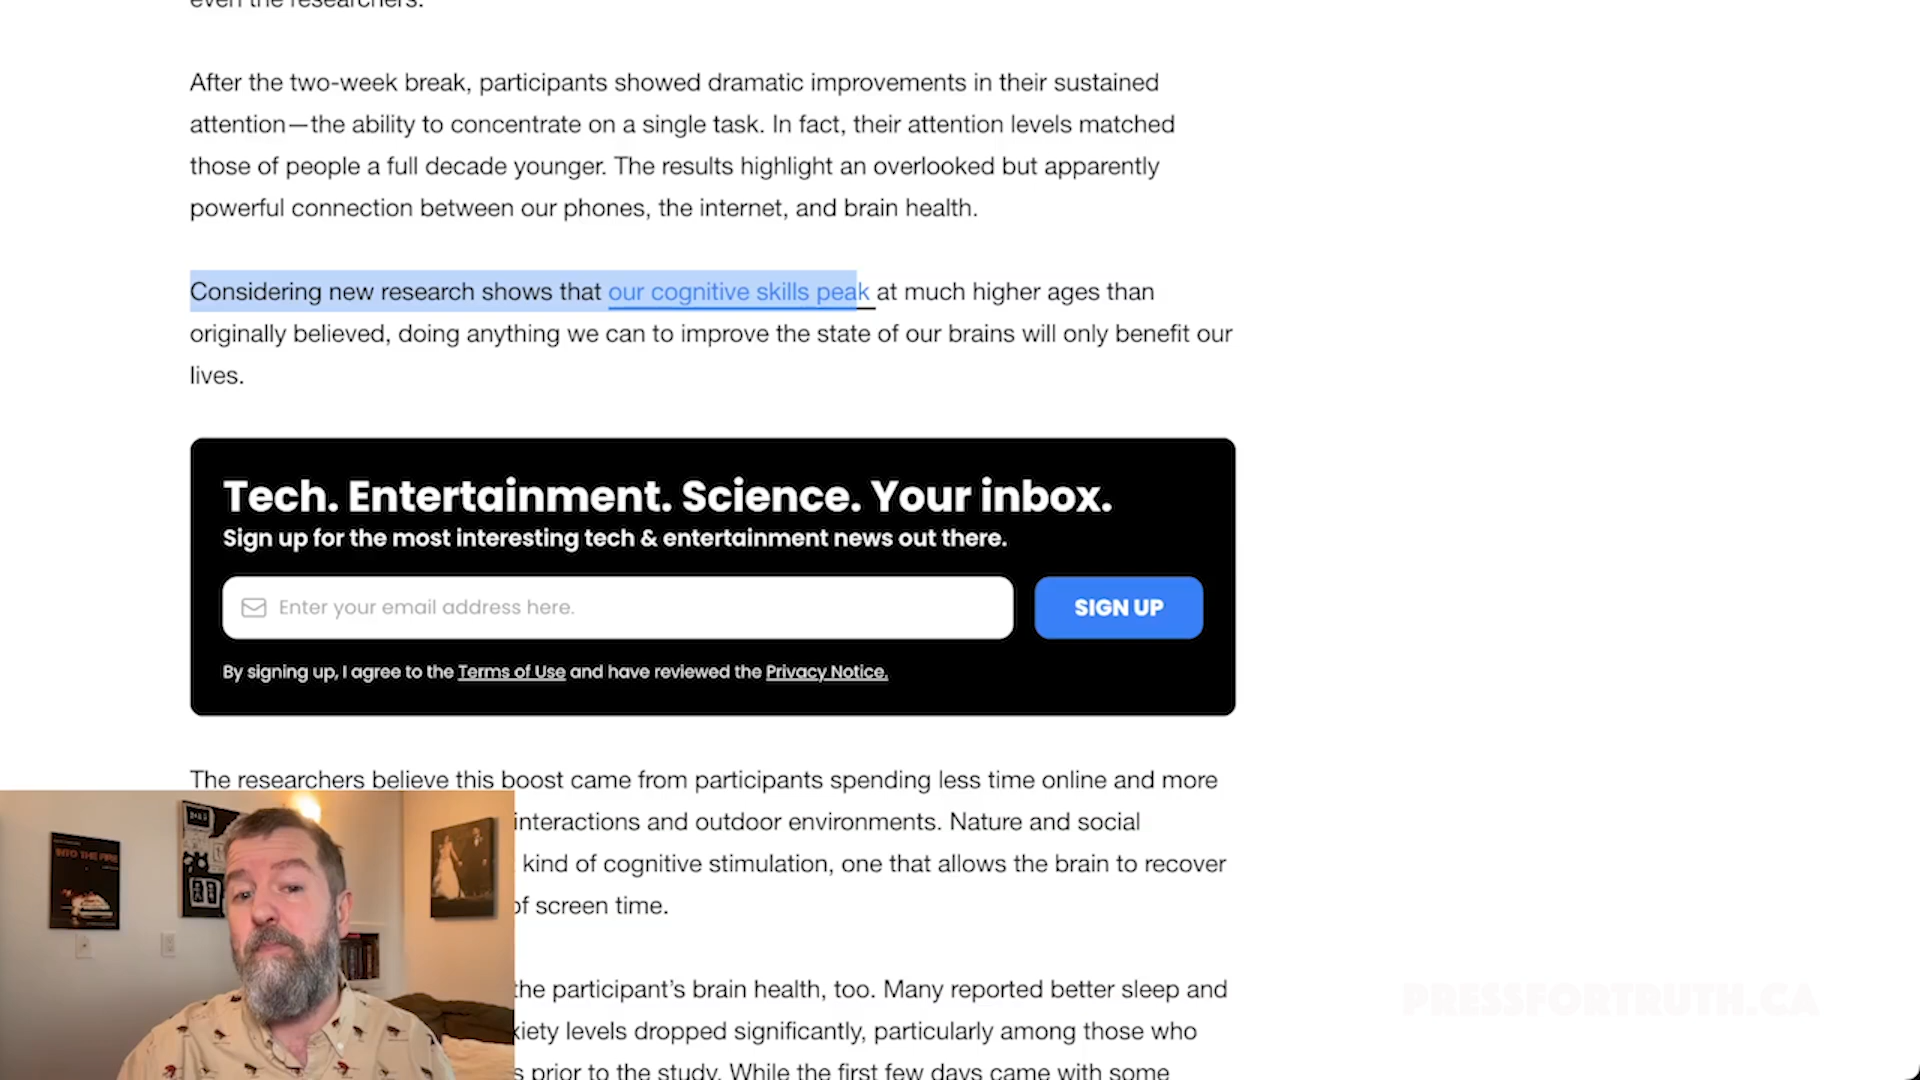 even the researchers.
After the two-week break, participants showed dramatic improvements in their sustained
attention—the ability to concentrate on a single task. In fact, their attention levels matched
those of people a full decade younger. The results highlight an overlooked but apparently
powerful connection between our phones, the internet, and brain health.
Considering new research shows that our cognitive skills peak at much higher ages than
originally believed, doing anything we can to improve the state of our brains will only benefit our
lives.
Tech. Entertainment. Science. Your inbox.
Sign up for the most interesting tech & entertainment news out there.
Enter your email address here.
SIGN UP
By signing up, I agree to the Terms of Use and have reviewed the Privacy Notice.
The researchers believe this boost came from participants spending less time online and more
interactions and outdoor environments. Nature and social
kind of cognitive stimulation, one that allows the brain to recover
of screen time.
INTO THE FIRE
the participant's brain health, too. Many reported better sleep and
xiety levels dropped significantly, particularly among those who
s prior to the study. While the first few days came with some
PRESSFORTRUTH.CA